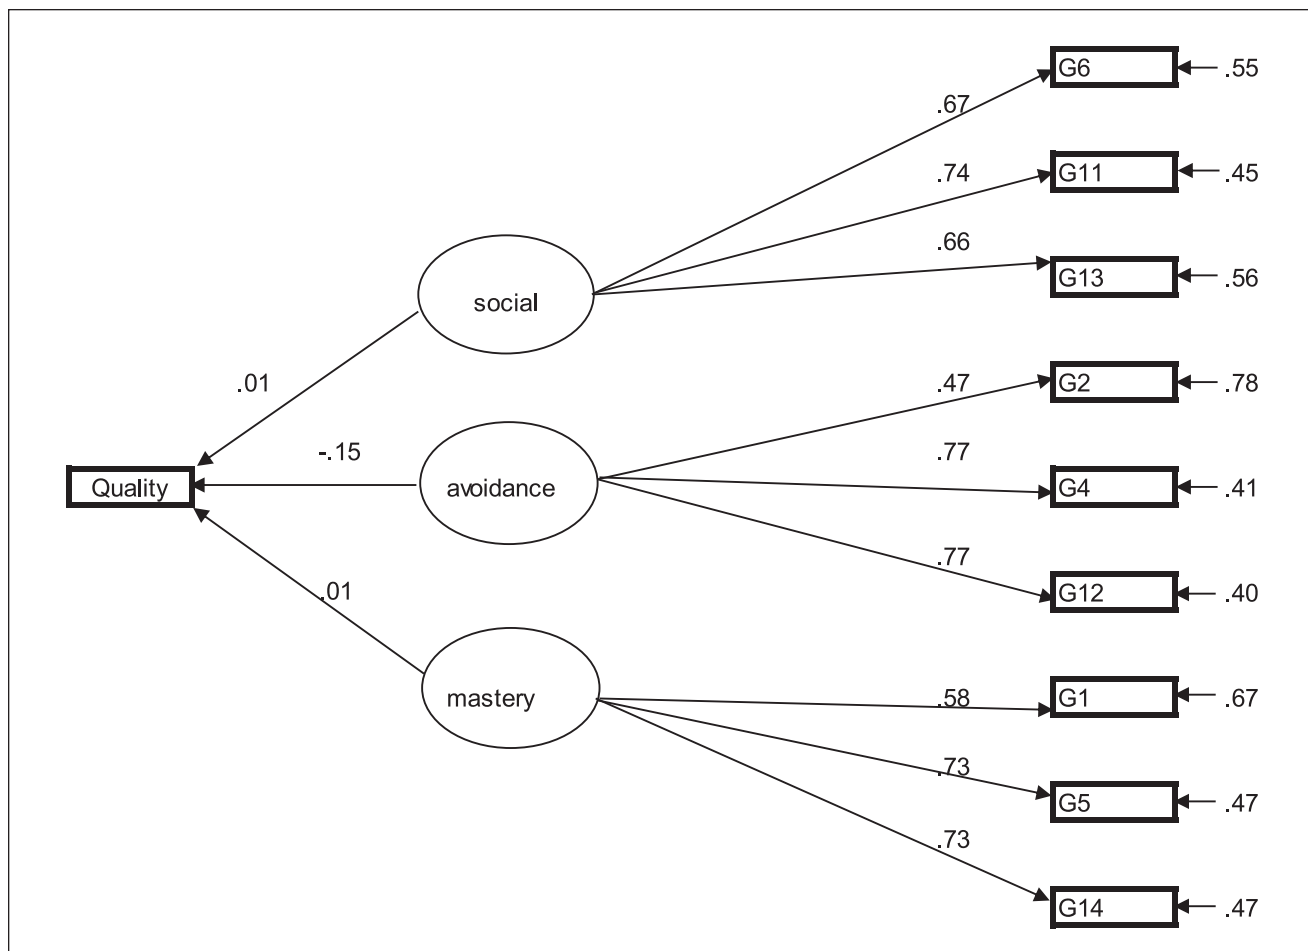 G6
.55
.67
G11
.45
.74
G13
.56
.66
social
.01
G2
.78
.47
-.15
Quality
avoidance
G4
.41
.77
G12
.40
.77
.01
mastery
G1
.67
.58
G5
.47
.73
G14
.47
.73